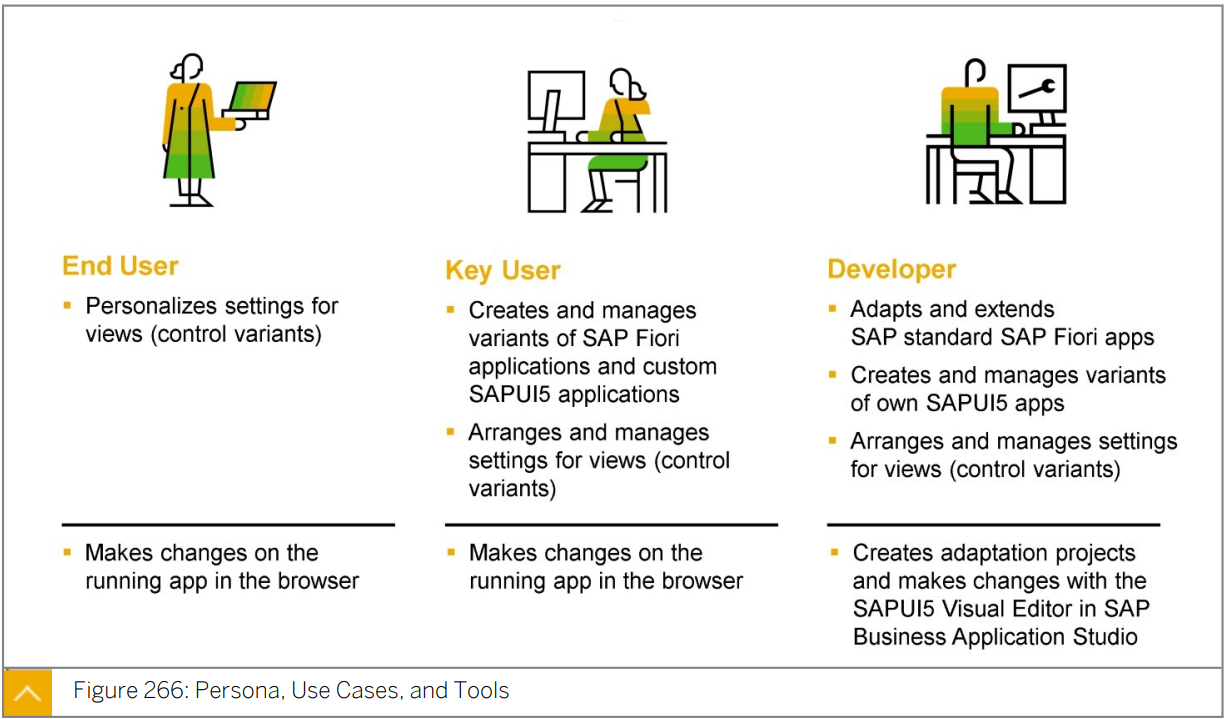 End User
▪ Personalizes settings for
views (control variants)
▪ Makes changes on the
running app in the browser
Key User
▪ Creates and manages
variants of SAP Fiori
applications and custom
SAPUI5 applications
▪ Arranges and manages
settings for views (control
variants)
▪ Makes changes on the
running app in the browser
Developer
▪ Adapts and extends
SAP standard SAP Fiori apps
▪ Creates and manages variants
of own SAPUI5 apps
▪ Arranges and manages settings
for views (control variants)
▪ Creates adaptation projects
and makes changes with the
SAPUI5 Visual Editor in SAP
Business Application Studio
Figure 266: Persona, Use Cases, and Tools